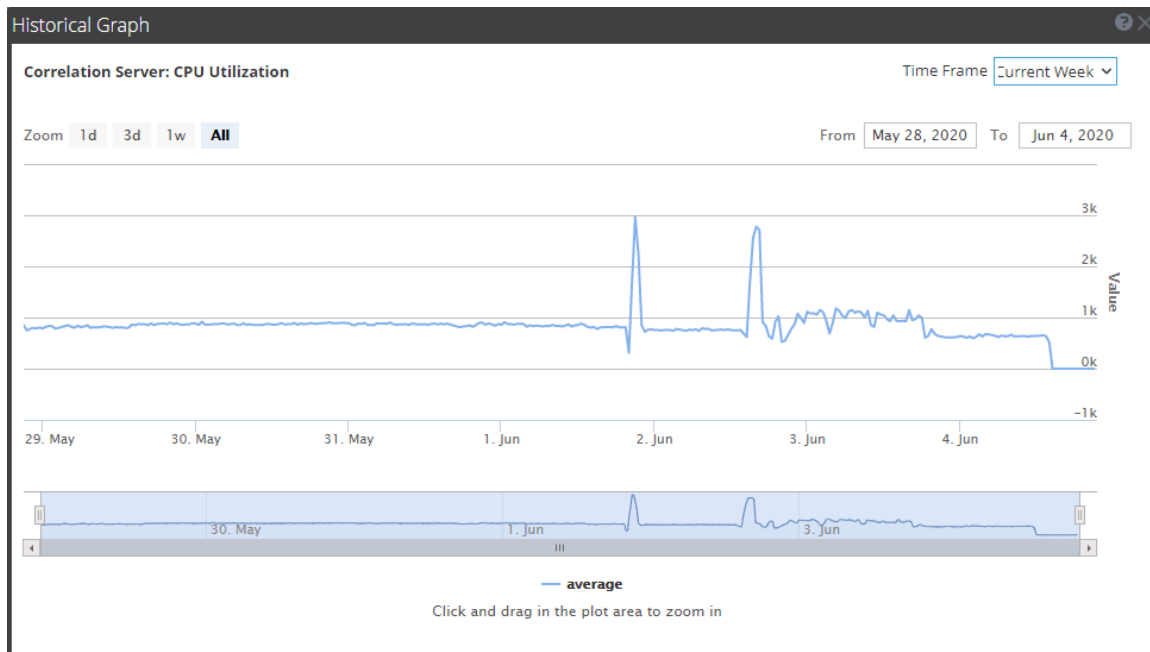 Historical Graph
Correlation Server: CPU Utilization
Time Frame Current Week
Zoom 1d 3d 1w All
From May 28, 2020 To Jun 4, 2020
3k
2k
1k
0k
-1k
Value
29. May 30. May 31. May 1. Jun 2. Jun 3. Jun 4. Jun
30. May 1. Jun 3. Jun
average
Click and drag in the plot area to zoom in